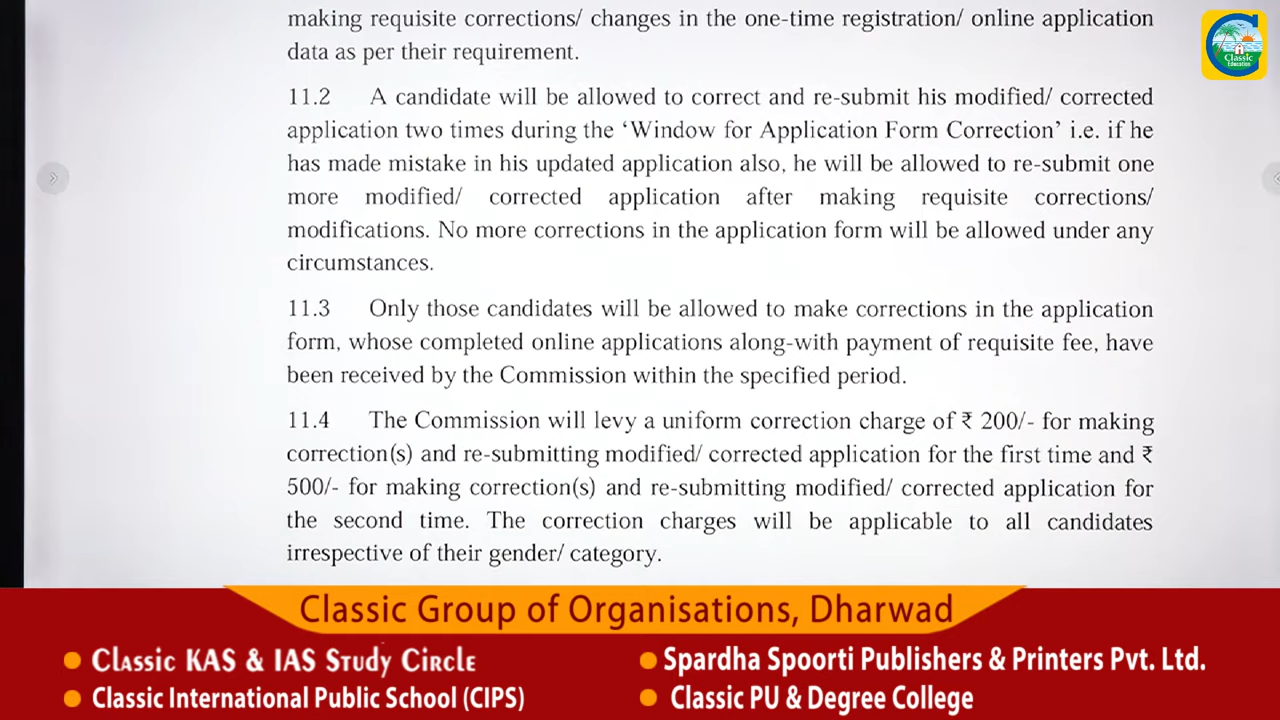 making requisite corrections/ changes in the one-time registration/ online application
data as per their requirement.
11.2 A candidate will be allowed to correct and re-submit his modified/ corrected
application two times during the ‘Window for Application Form Correction’ i.e. if he
has made mistake in his updated application also, he will be allowed to re-submit one
more modified/ corrected application after making requisite corrections/
modifications. No more corrections in the application form will be allowed under any
circumstances.
11.3 Only those candidates will be allowed to make corrections in the application
form, whose completed online applications along-with payment of requisite fee, have
been received by the Commission within the specified period.
11.4 The Commission will levy a uniform correction charge of ₹ 200/- for making
correction(s) and re-submitting modified/ corrected application for the first time and ₹
500/- for making correction(s) and re-submitting modified/ corrected application for
the second time. The correction charges will be applicable to all candidates
irrespective of their gender/ category.
Classic
Education
Classic Group of Organisations, Dharwad
Classic KAS & IAS Study Circle
Spardha Spoorti Publishers & Printers Pvt. Ltd.
Classic International Public School (CIPS)
Classic PU & Degree College